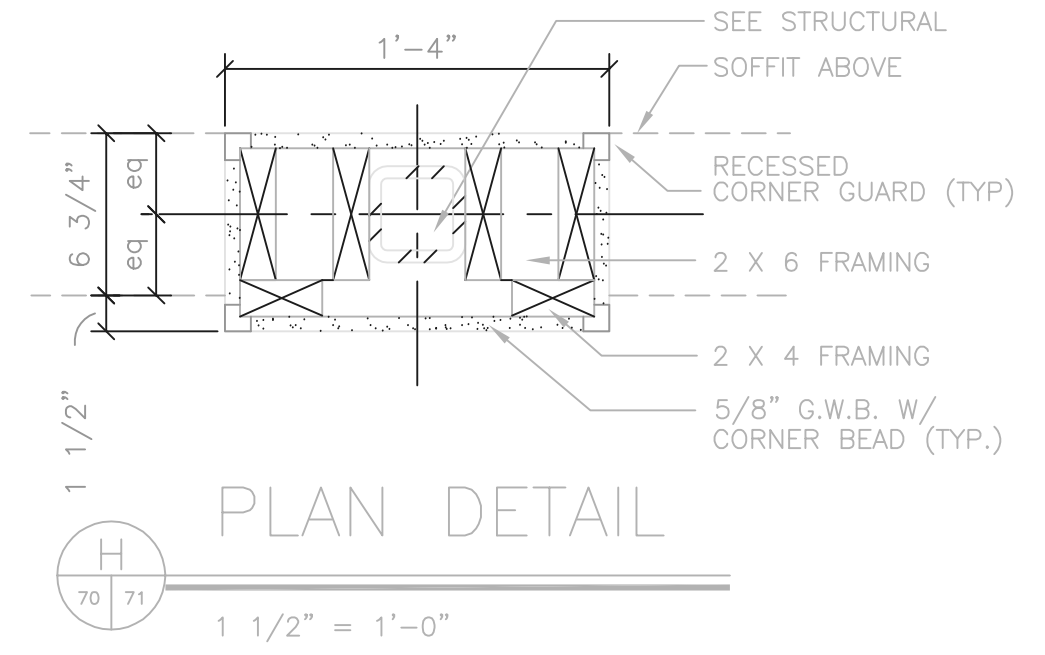 SEE STRUCTURAL
1'-4"
SOFFIT ABOVE
RECESSED
CORNER GUARD (TYP)
6 3/4"
eq
eq
2 X 6 FRAMING
2 X 4 FRAMING
1 1/2"
5/8" G.W.B. W/
CORNER BEAD (TYP.)
PLAN DETAIL
H
70 71
1 1/2" = 1'-0"